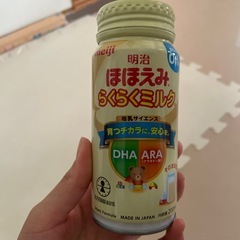 meiji
明治
ほほえみ
らくらくミルク
母乳サイエンス
育つチカラに、安心を。
DHA ARA
MADE IN JAPAN